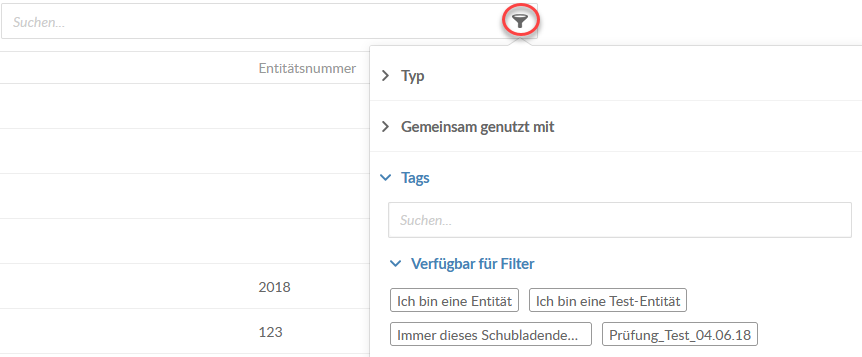 Suchen...
Entitätsnummer
Typ
Gemeinsam genutzt mit
Tags
Suchen...
Verfügbar für Filter
Ich bin eine Entität Ich bin eine Test-Entität
2018
Immer dieses Schubladende... Prüfung_Test_04.06.18
123